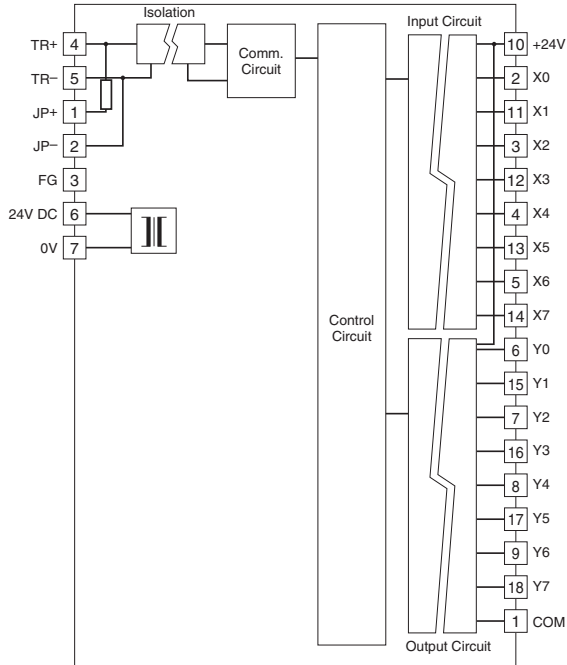 Isolation
Input Circuit
TR+ 4
TR– 5
JP+ 1
JP– 2
FG 3
24V DC 6
0V 7
Comm.
Circuit
Control
Circuit
10 +24V
2 X0
11 X1
3 X2
12 X3
4 X4
13 X5
5 X6
14 X7
6 Y0
15 Y1
7 Y2
16 Y3
8 Y4
17 Y5
9 Y6
18 Y7
1 COM
Output Circuit